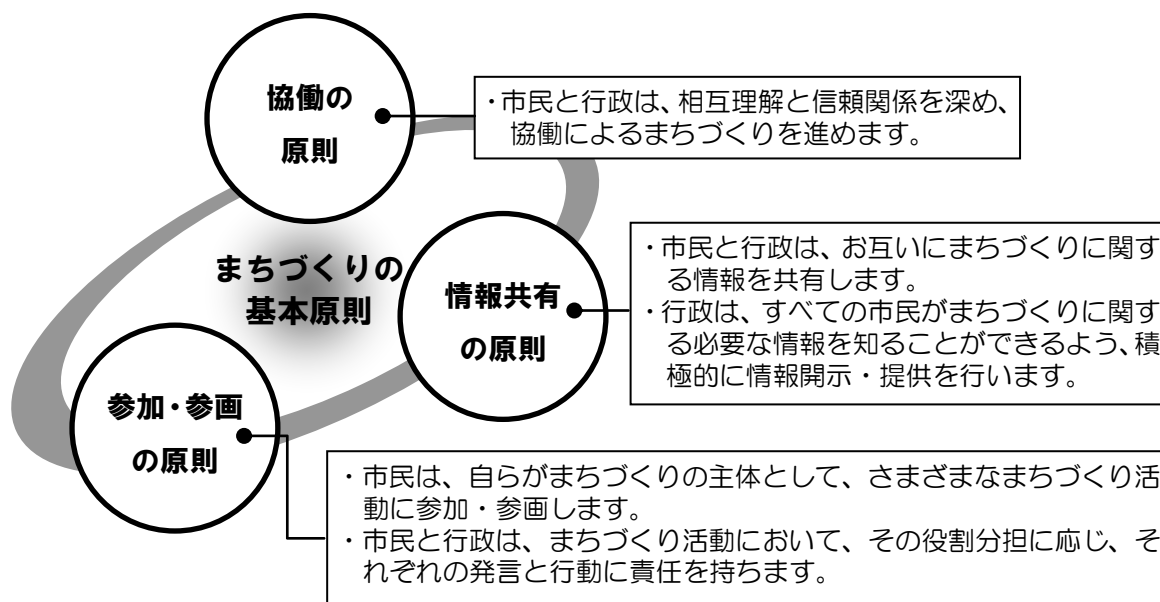 協働の
原則
・市民と行政は、相互理解と信頼関係を深め、
協働によるまちづくりを進めます。
まちづくりの
基本原則
情報共有
の原則
・市民と行政は、お互いにまちづくりに関す
る情報を共有します。
・行政は、すべての市民がまちづくりに関す
る必要な情報を知ることができるよう、積
極的に情報開示・提供を行います。
参加・参画
の原則
・市民は、自らがまちづくりの主体として、さまざまなまちづくり活
動に参加・参画します。
・市民と行政は、まちづくり活動において、その役割分担に応じ、そ
れぞれの発言と行動に責任を持ちます。